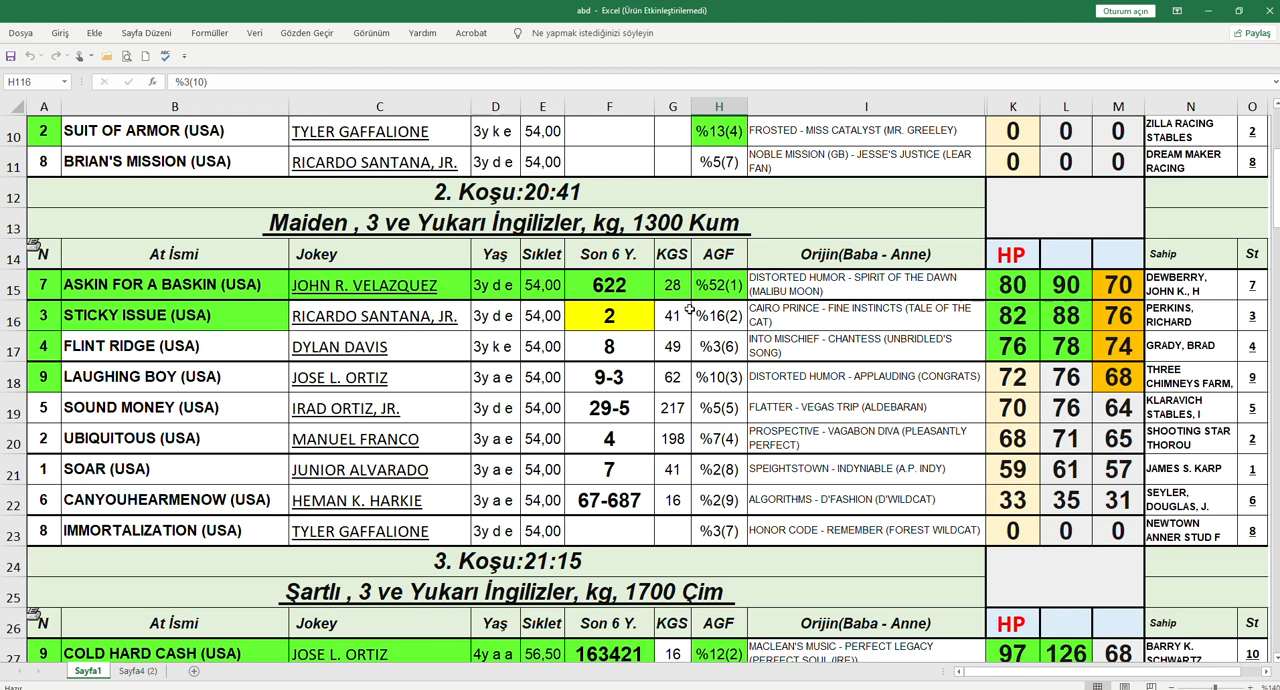 abd - Excel (Ürün Etkinleştirilemedi)
Oturum açın
Dosya Giriş Ekle Sayfa Düzeni Formüller Veri Gözden Geçir Görünüm Yardım Acrobat Ne yapmak istediğinizi söyleyin Paylaş
H116 fx %3(10)
A B C D E F G H I K L M N O
10 2 SUIT OF ARMOR (USA) TYLER GAFFALIONE 3y k e 54,00 %13(4) FROSTED - MISS CATALYST (MR. GREELEY) 0 0 0 ZILLA RACING STABLES 2
11 8 BRIAN'S MISSION (USA) RICARDO SANTANA, JR. 3y d e 54,00 %5(7) NOBLE MISSION (GB) - JESSE'S JUSTICE (LEAR FAN) 0 0 0 DREAM MAKER RACING 8
12 2. Koşu:20:41
13 Maiden , 3 ve Yukarı İngilizler, kg, 1300 Kum
14 N At İsmi Jokey Yaş Sıklet Son 6 Y. KGS AGF Orijin(Baba - Anne) HP Sahip St
15 7 ASKIN FOR A BASKIN (USA) JOHN R. VELAZQUEZ 3y d e 54,00 622 28 %52(1) DISTORTED HUMOR - SPIRIT OF THE DAWN (MALIBU MOON) 80 90 70 DEWBERRY, JOHN K., H 7
16 3 STICKY ISSUE (USA) RICARDO SANTANA, JR. 3y d e 54,00 2 41 %16(2) CAIRO PRINCE - FINE INSTINCTS (TALE OF THE CAT) 82 88 76 PERKINS, RICHARD 3
17 4 FLINT RIDGE (USA) DYLAN DAVIS 3y k e 54,00 8 49 %3(6) INTO MISCHIEF - CHANTESS (UNBRIDLED'S SONG) 76 78 74 GRADY, BRAD 4
18 9 LAUGHING BOY (USA) JOSE L. ORTIZ 3y a e 54,00 9-3 62 %10(3) DISTORTED HUMOR - APPLAUDING (CONGRATS) 72 76 68 THREE CHIMNEYS FARM, 9
19 5 SOUND MONEY (USA) IRAD ORTIZ, JR. 3y d e 54,00 29-5 217 %5(5) FLATTER - VEGAS TRIP (ALDEBARAN) 70 76 64 KLARAVICH STABLES, I 5
20 2 UBIQUITOUS (USA) MANUEL FRANCO 3y a e 54,00 4 198 %7(4) PROSPECTIVE - VAGABON DIVA (PLEASANTLY PERFECT) 68 71 65 SHOOTING STAR THOROU 2
21 1 SOAR (USA) JUNIOR ALVARADO 3y a e 54,00 7 41 %2(8) SPEIGHTSTOWN - INDYNIABLE (A.P. INDY) 59 61 57 JAMES S. KARP 1
22 6 CANYOUHEARMENOW (USA) HEMAN K. HARKIE 3y a e 54,00 67-687 16 %2(9) ALGORITHMS - D'FASHION (D'WILDCAT) 33 35 31 SEYLER, DOUGLAS, J. 6
23 8 IMMORTALIZATION (USA) TYLER GAFFALIONE 3y d e 54,00 %3(7) HONOR CODE - REMEMBER (FOREST WILDCAT) 0 0 0 NEWTOWN ANNER STUD F 8
24 3. Koşu:21:15
25 Şartlı , 3 ve Yukarı İngilizler, kg, 1700 Çim
26 N At İsmi Jokey Yaş Sıklet Son 6 Y. KGS AGF Orijin(Baba - Anne) HP Sahip St
27 9 COLD HARD CASH (USA) JOSE L. ORTIZ 4y a a 56,50 163421 16 %12(2) MACLEAN'S MUSIC - PERFECT LEGACY (PERFECT SOUL (IRE)) 97 126 68 BARRY K. SCHWARTZ 10
Sayfa1 Sayfa4 (2)
Hazır %140